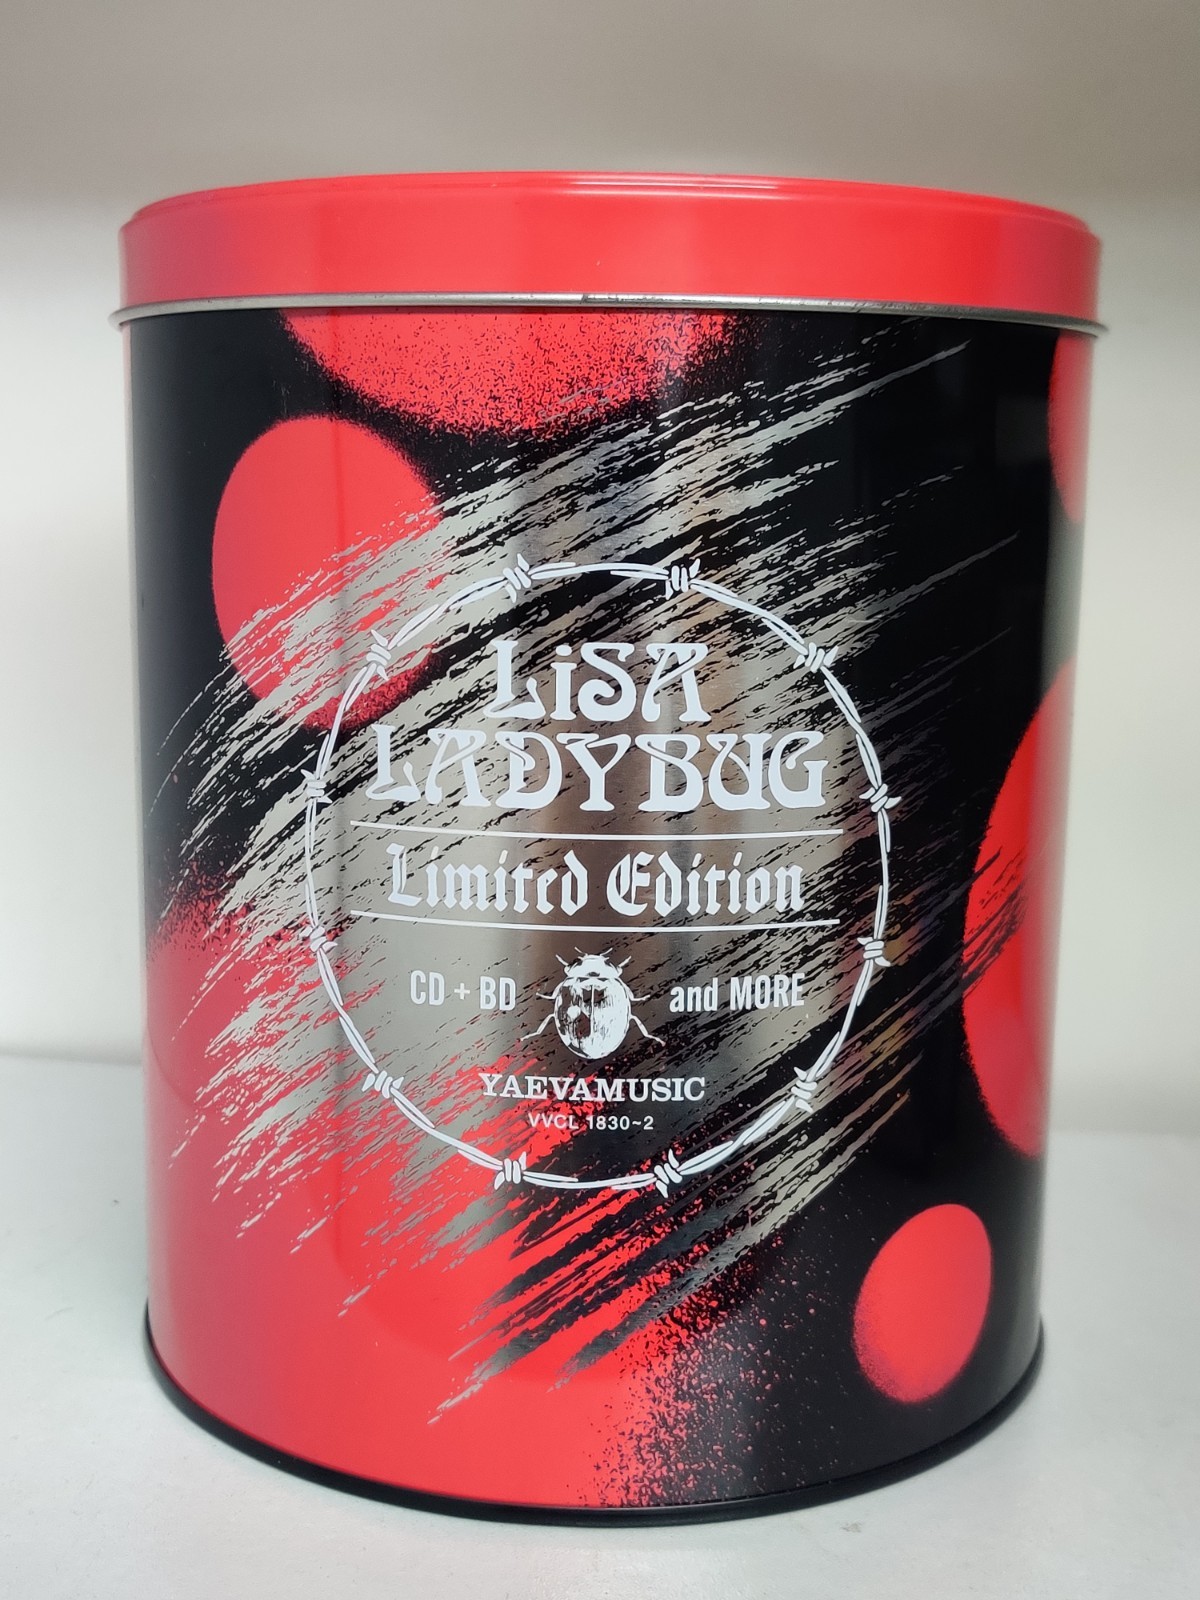 LiSA
LADYBUG
Limited Edition
CD + BD and MORE
YAEVAMUSIC
VVCL 1830~2